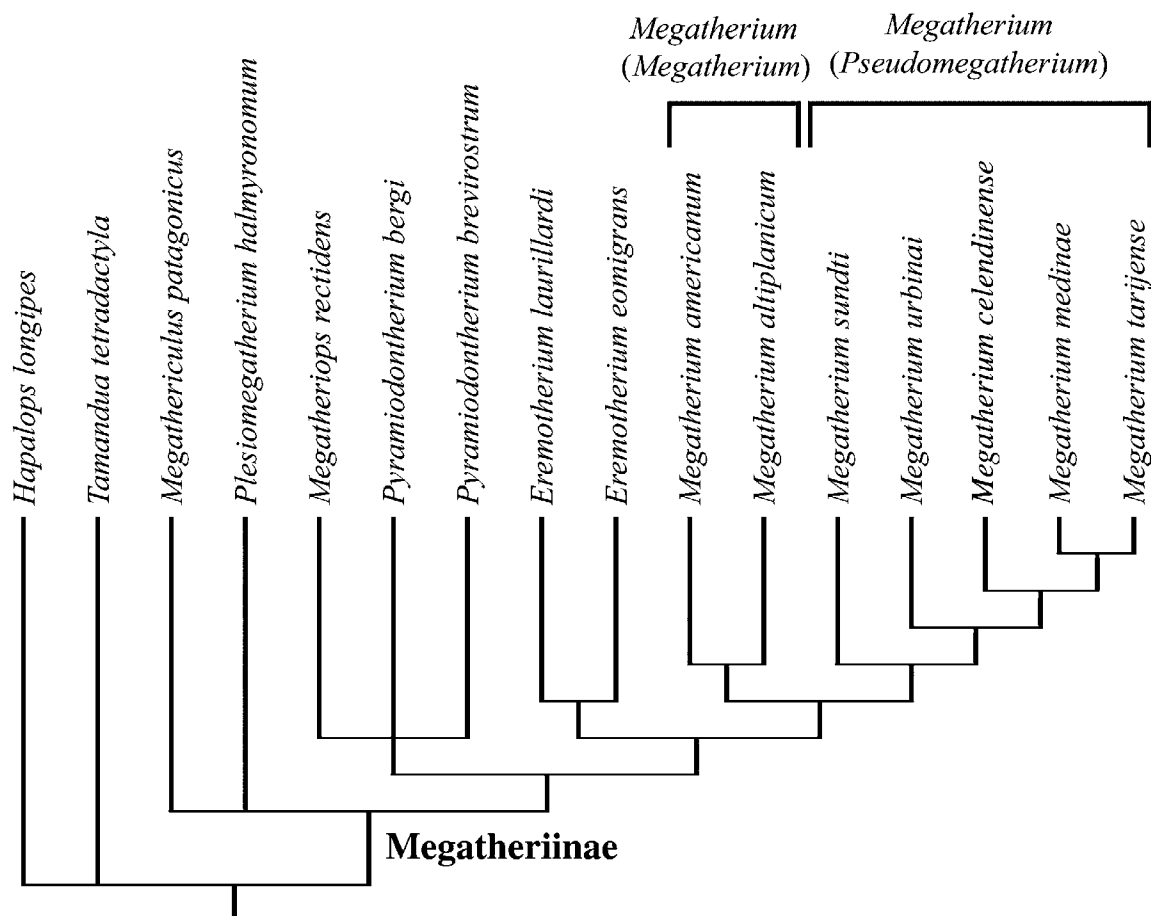 Megatherium
(Megatherium)
Megatherium
(Pseudomegatherium)
Hapalops longipes
Tamandua tetradactyla
Megathericulus patagonicus
Plesiomegatherium halmyronomum
Megatheriops rectidens
Pyramiodontherium bergi
Pyramiodontherium brevirostrum
Eremotherium laurillardi
Eremotherium eomigrans
Megatherium americanum
Megatherium altiplanicum
Megatherium sundti
Megatherium urbinai
Megatherium celendinense
Megatherium medinae
Megatherium tarijense
Megatheriinae